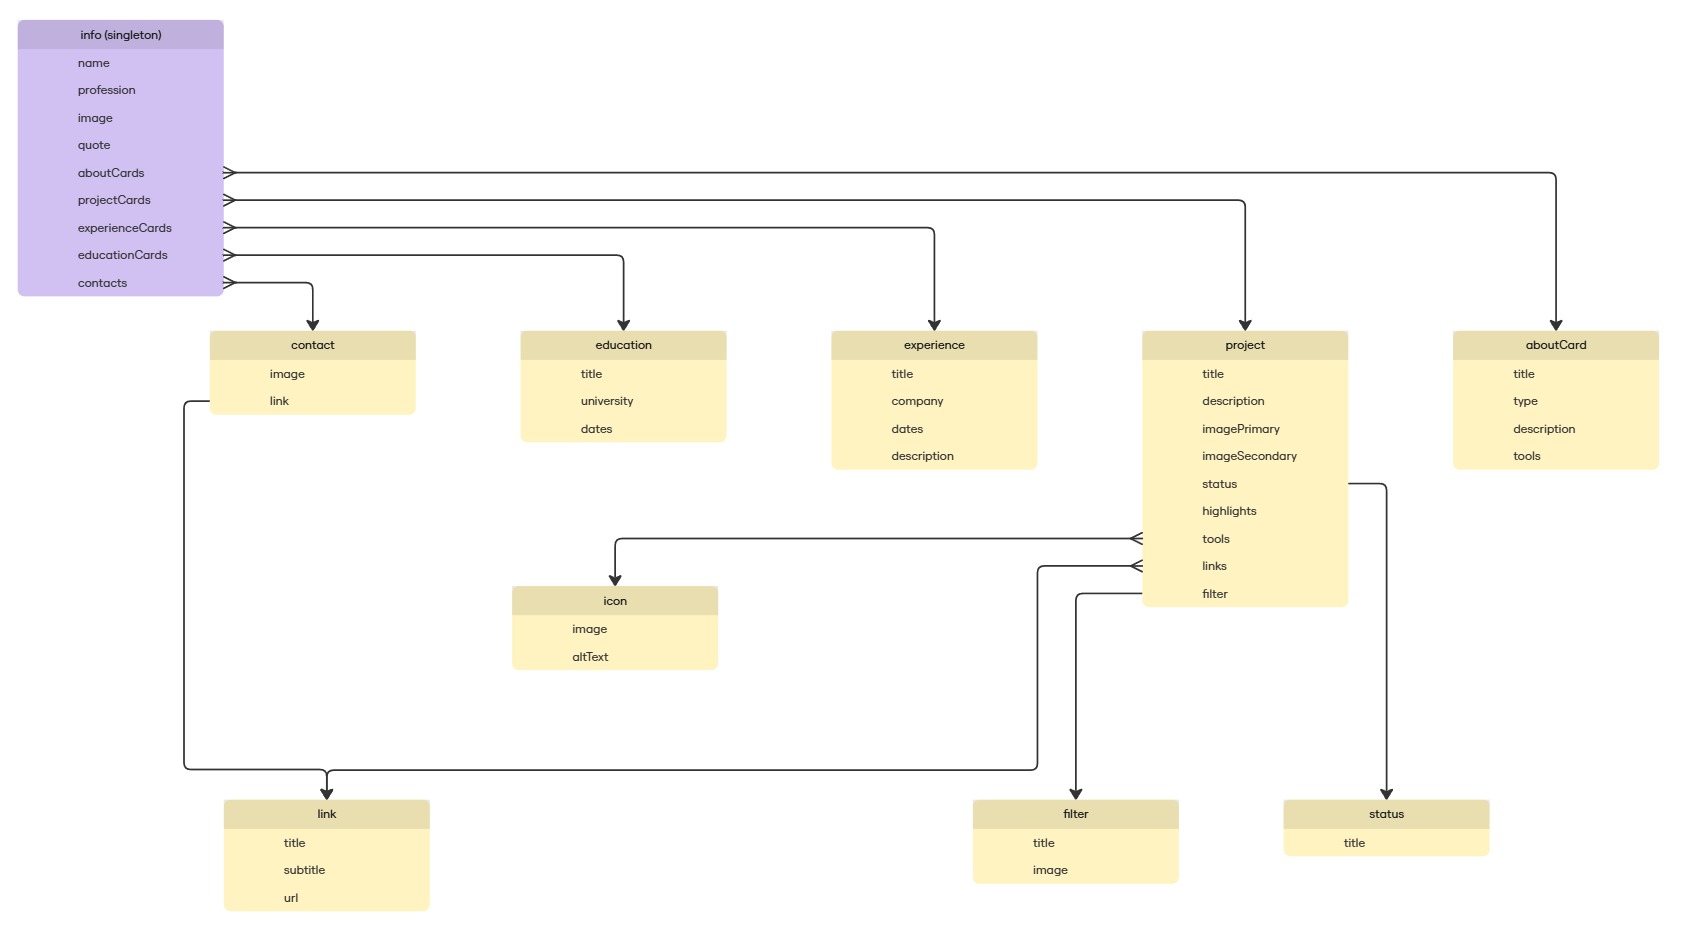 info (singleton)
name
profession
image
quote
aboutCards
projectCards
experienceCards
educationCards
contacts
contact
image
link
education
title
university
dates
experience
title
company
dates
description
project
title
description
imagePrimary
imageSecondary
status
highlights
tools
links
filter
aboutCard
title
type
description
tools
icon
image
altText
link
title
subtitle
url
filter
title
image
status
title